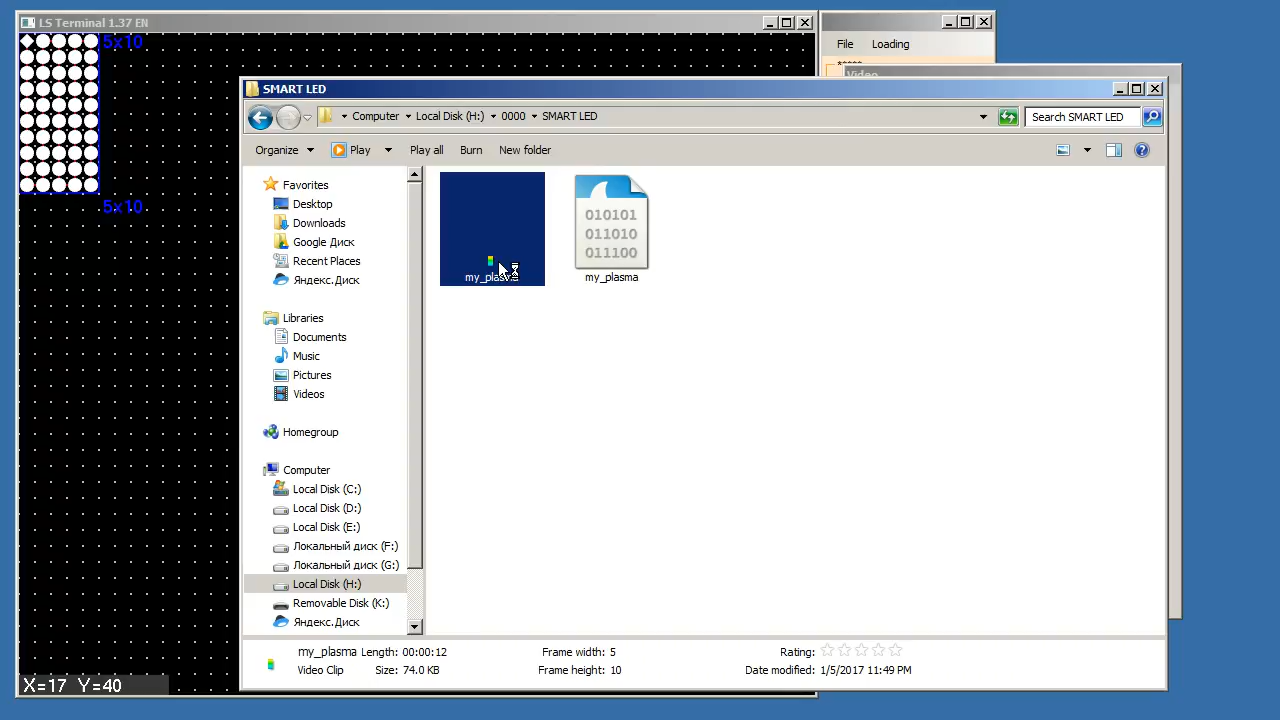 LS Terminal 1.37 EN
5x10
5x10
X=17 Y=40
File Loading
*****
Video
SMART LED
Computer Local Disk (H:) 0000 SMART LED
Search SMART LED
Organize Play Play all Burn New folder
Favorites
Desktop
Downloads
Google Диск
Recent Places
Яндекс.Диск
Libraries
Documents
Music
Pictures
Videos
Homegroup
Computer
Local Disk (C:)
Local Disk (D:)
Local Disk (E:)
Локальный диск (F:)
Локальный диск (G:)
Local Disk (H:)
Removable Disk (K:)
Яндекс.Диск
my_plasma
010101
011010
011100
my_plasma
my_plasma Length: 00:00:12 Frame width: 5 Rating:
Video Clip Size: 74.0 KB Frame height: 10 Date modified: 1/5/2017 11:49 PM